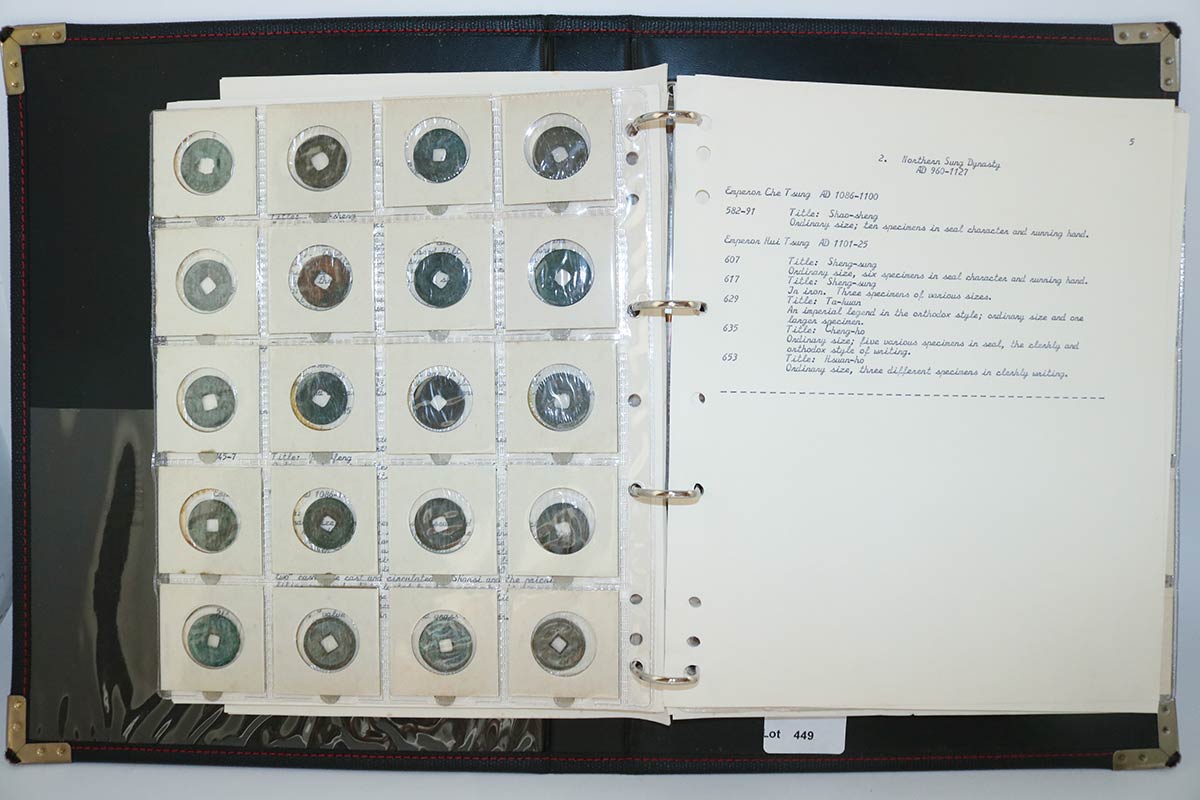 5
2. Northern Sung Dynasty
AD 960-1127
Emperor Che Tsung AD 1086-1100
582-91 Title: Shao-sheng
Ordinary size; ten specimens in seal character and running hand.
Emperor Hui Tsung AD 1101-25
607 Title: Sheng-sung
Ordinary size, six specimens in seal character and running hand.
617 Title: Sheng-sung
In iron. Three specimens of various sizes.
629 Title: Ta-kuan
An imperial legend in the orthodox style; ordinary size and one
larger specimen.
635 Title: Cheng-ho
Ordinary size; five various specimens in seal, the clerkly and
orthodox style of writing.
653 Title: Hsuan-ho
Ordinary size, three different specimens in clerkly writing.
Lot 449